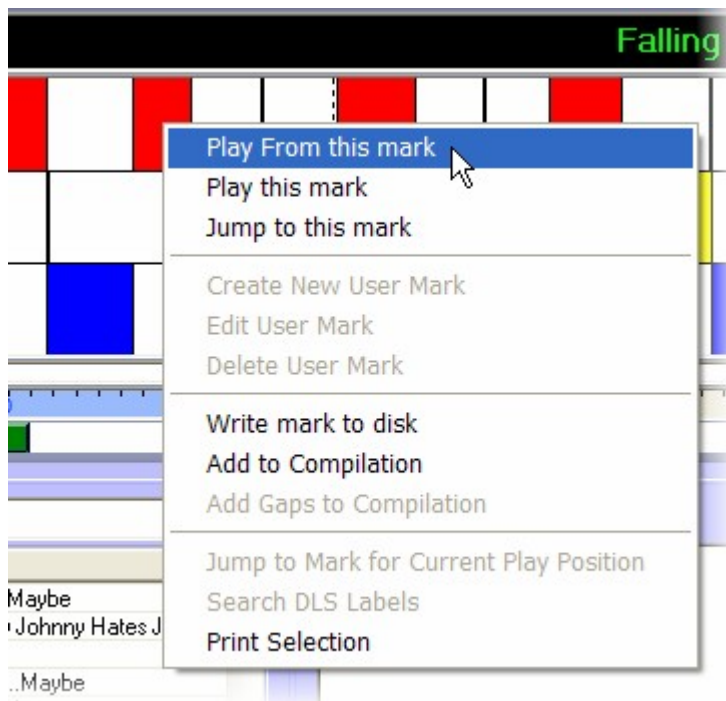 Falling
Play From this mark
Play this mark
Jump to this mark
Create New User Mark
Edit User Mark
Delete User Mark
Write mark to disk
Add to Compilation
Add Gaps to Compilation
Jump to Mark for Current Play Position
Search DLS Labels
Print Selection
Maybe
Johnny Hates J
..Maybe